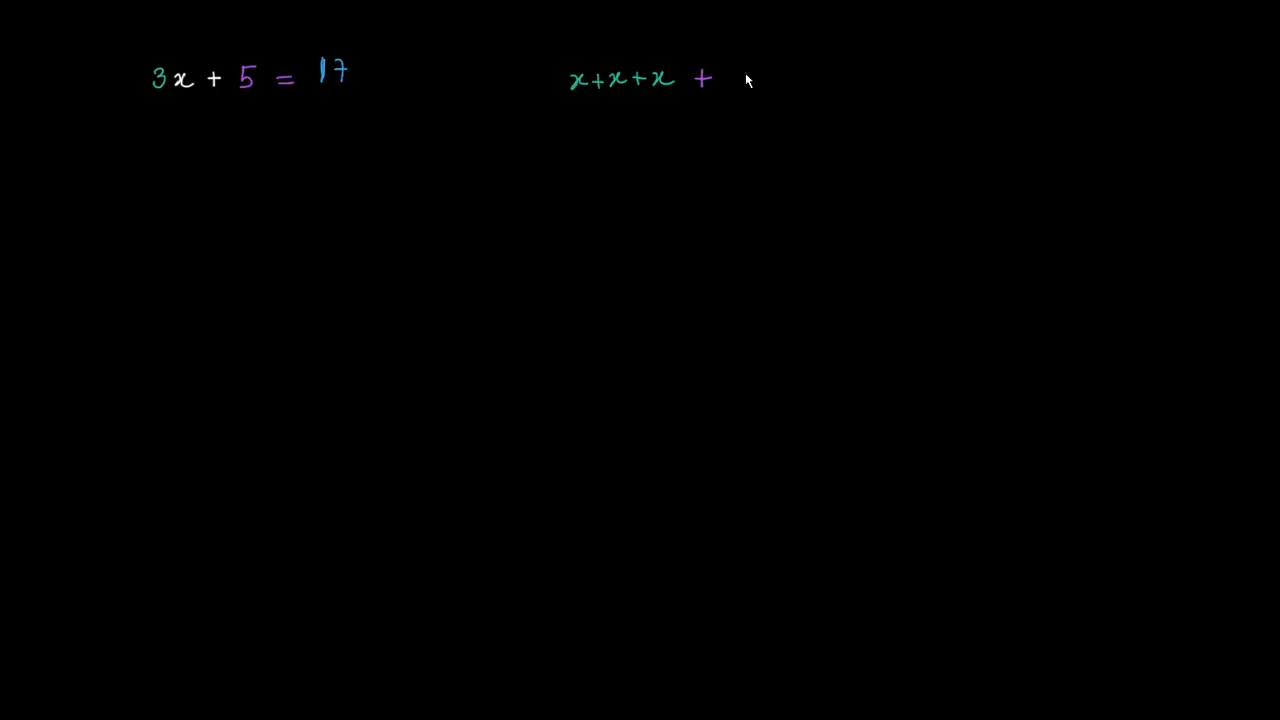 3x + 5 = 17 x+x+x +